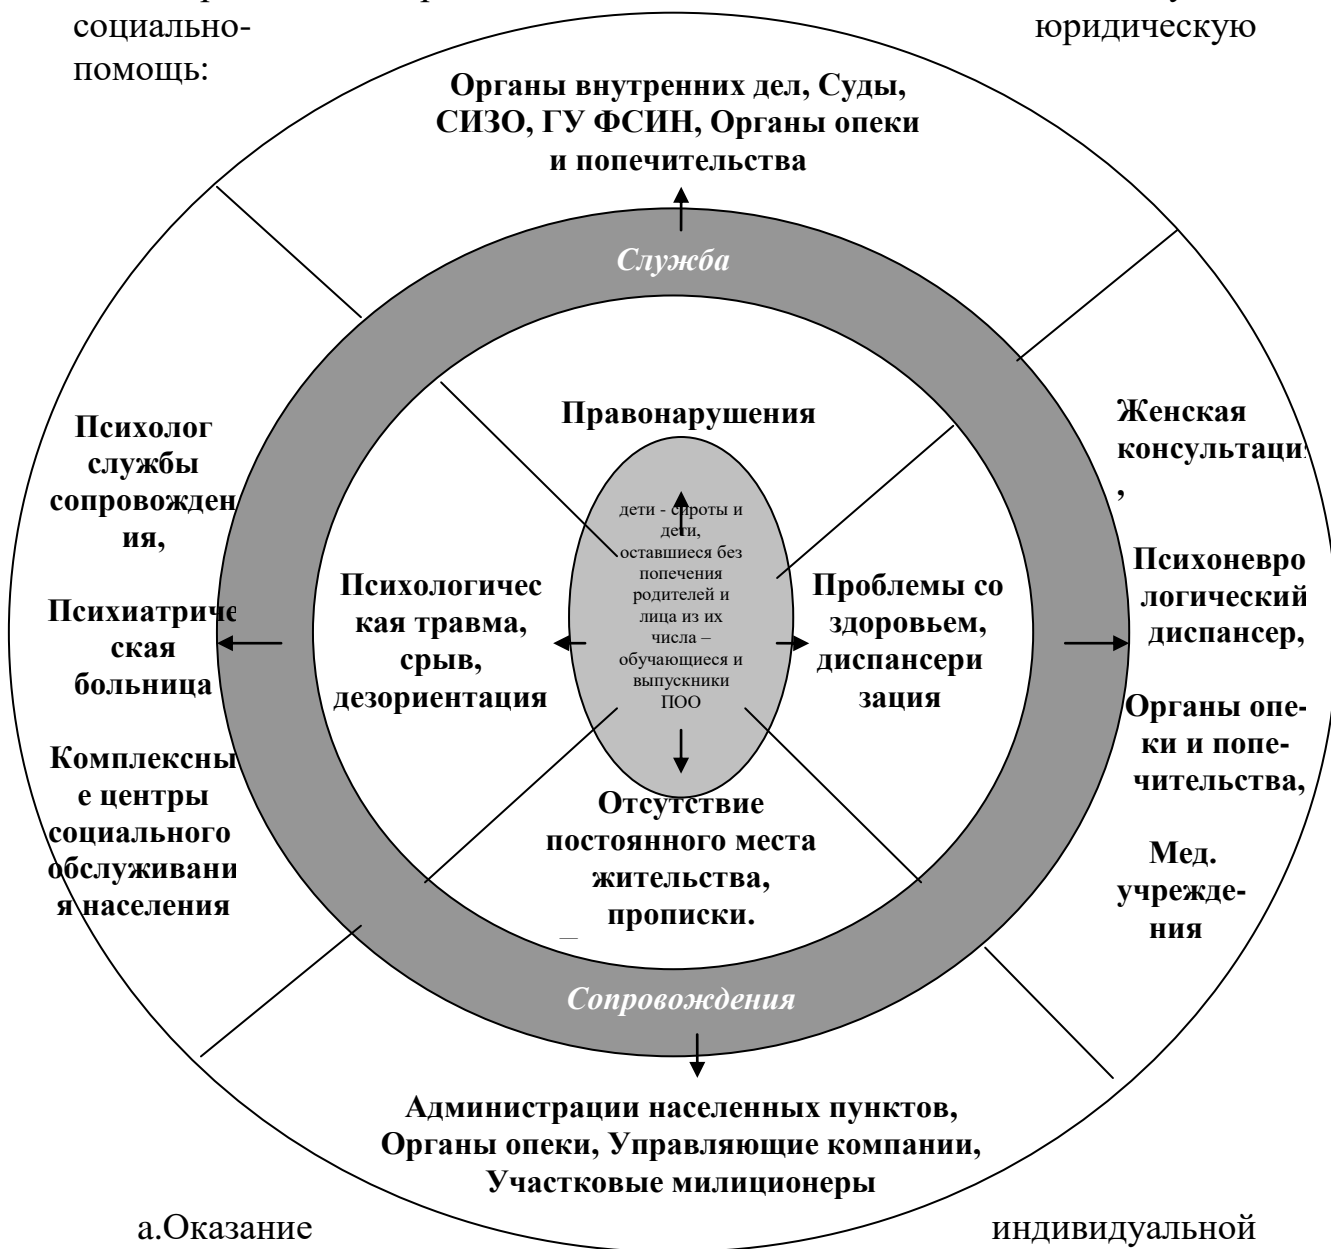 социально- юридическую
помощь:
Органы внутренних дел, Суды,
СИЗО, ГУ ФСИН, Органы опеки
и попечительства
Служба
Правонарушения
Психолог
службы
сопровожден
ия,
Психиатриче
ская
больница
Комплексны
е центры
социального
обслуживани
я населения
Психологичес
кая травма,
срыв,
дезориентация
дети - сироты и
дети,
оставшиеся без
попечения
родителей и
лица из их
числа –
обучающиеся и
выпускники
ПОО
Проблемы со
здоровьем,
диспансери
зация
Женская
консультация
,
Психоневро
логический
диспансер,
Органы опе-
ки и попе-
чительства,
Мед.
учрежде-
ния
Отсутствие
постоянного места
жительства,
прописки.
Сопровождения
Администрации населенных пунктов,
Органы опеки, Управляющие компании,
Участковые милиционеры
а.Оказание индивидуальной